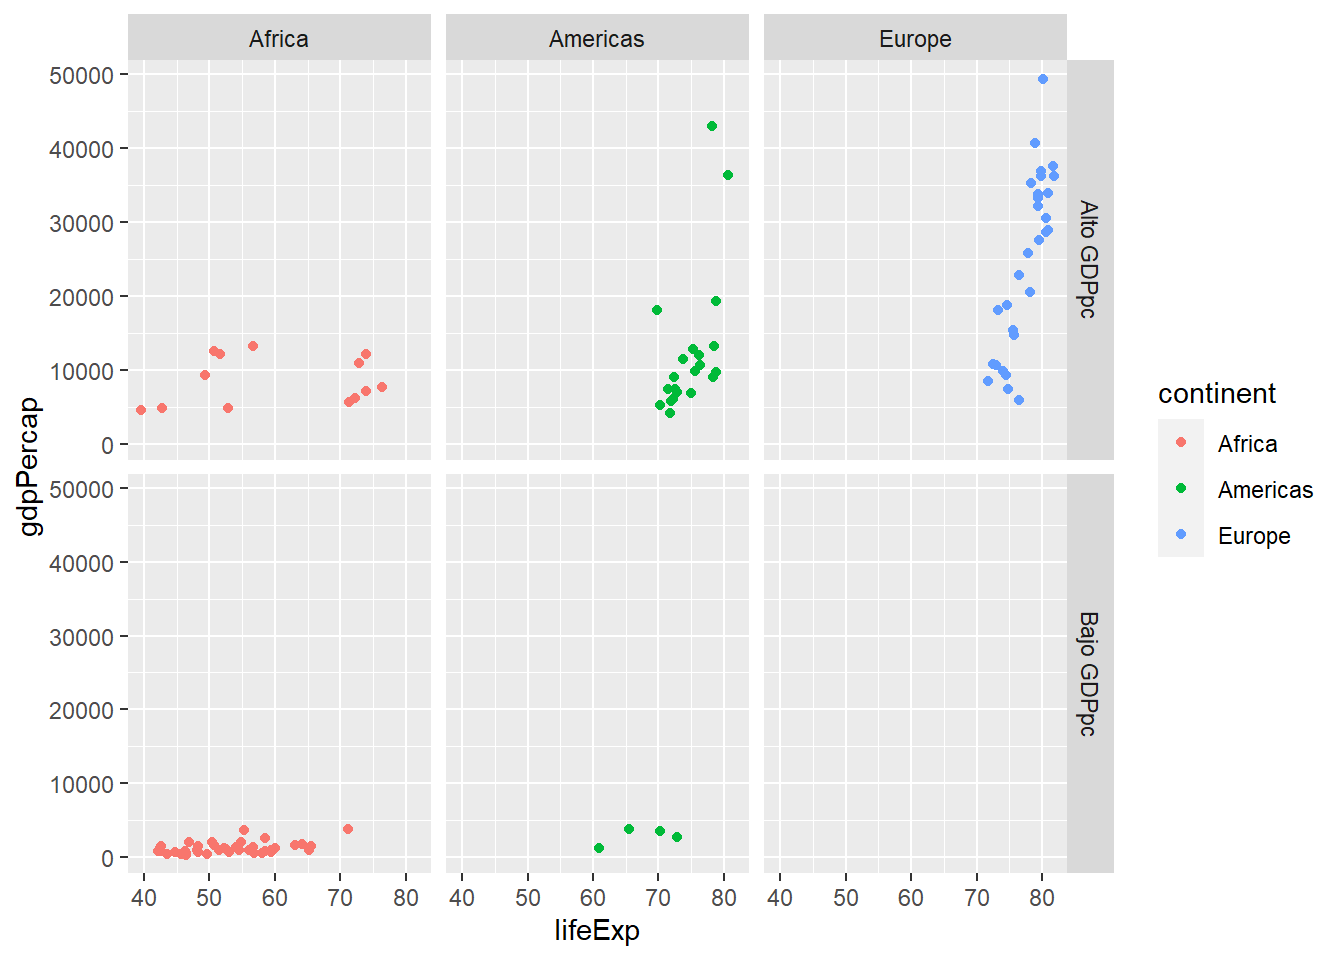 Africa Americas Europe
50000
40000
30000
20000
10000
0
Alto GDPpc
50000
40000
30000
20000
10000
0
Bajo GDPpc
40 50 60 70 80 40 50 60 70 80 40 50 60 70 80
lifeExp
gdpPercap
continent
Africa
Americas
Europe